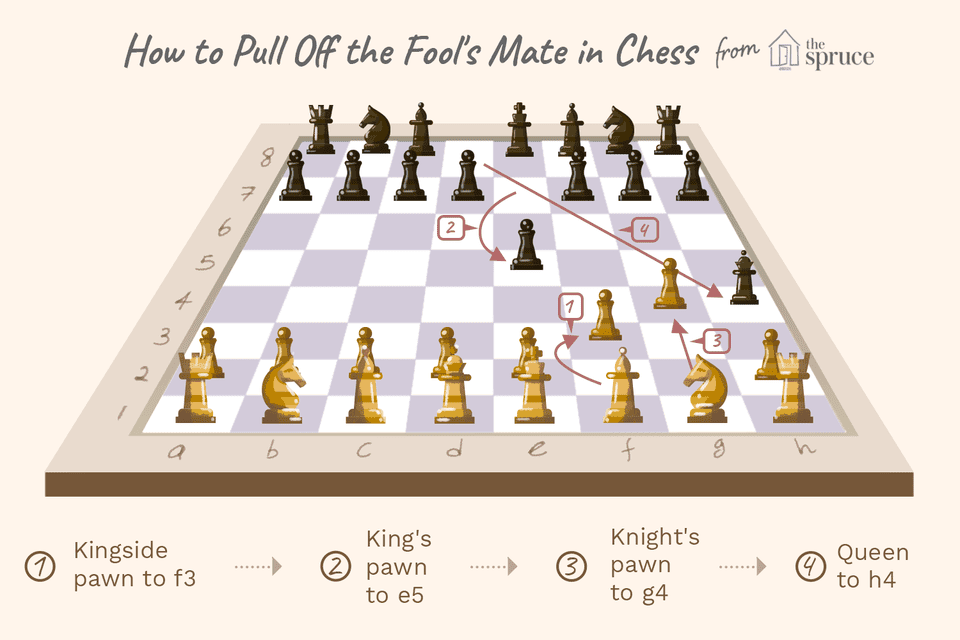 How to Pull Off the Fool's Mate in Chess from the spruce
8
7
6
5
4
3
2
1
2
4
1
3
a b c d e f g h
1 Kingside pawn to f3
2 King's pawn to e5
3 Knight's pawn to g4
4 Queen to h4